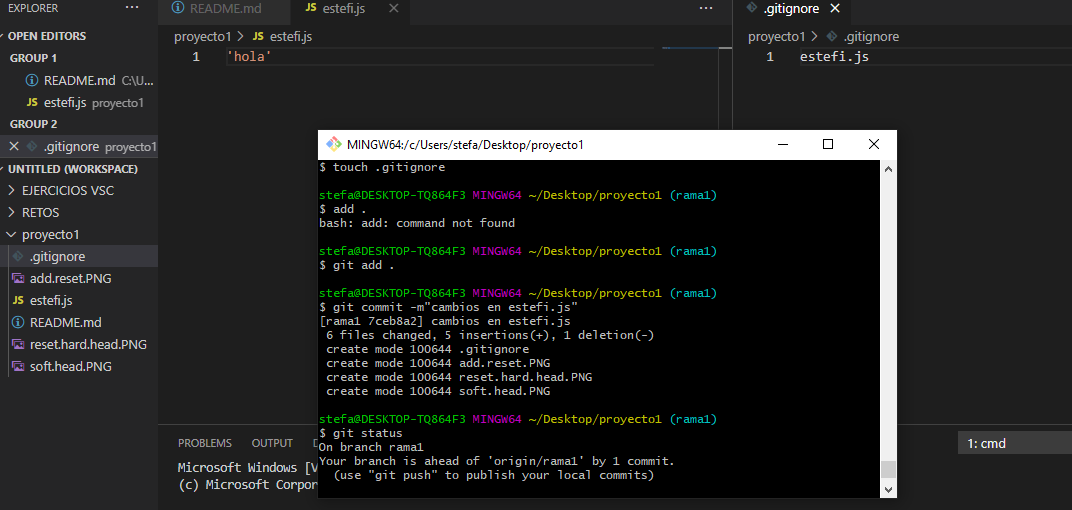 EXPLORER ···
OPEN EDITORS
GROUP 1
README.md C:\U...
JS estefi.js proyecto1
GROUP 2
.gitignore proyecto1
UNTITLED (WORKSPACE)
EJERCICIOS VSC
RETOS
proyecto1
.gitignore
add.reset.PNG
JS estefi.js
README.md
reset.hard.head.PNG
soft.head.PNG
README.md JS estefi.js ···
proyecto1 > JS estefi.js
1 'hola'
.gitignore
proyecto1 > .gitignore
1 estefi.js
MINGW64:/c/Users/stefa/Desktop/proyecto1
$ touch .gitignore
stefa@DESKTOP-TQ864F3 MINGW64 ~/Desktop/proyecto1 (rama1)
$ add .
bash: add: command not found
stefa@DESKTOP-TQ864F3 MINGW64 ~/Desktop/proyecto1 (rama1)
$ git add .
stefa@DESKTOP-TQ864F3 MINGW64 ~/Desktop/proyecto1 (rama1)
$ git commit -m"cambios en estefi.js"
[rama1 7ceb8a2] cambios en estefi.js
6 files changed, 5 insertions(+), 1 deletion(-)
create mode 100644 .gitignore
create mode 100644 add.reset.PNG
create mode 100644 reset.hard.head.PNG
create mode 100644 soft.head.PNG
stefa@DESKTOP-TQ864F3 MINGW64 ~/Desktop/proyecto1 (rama1)
$ git status
On branch rama1
Your branch is ahead of 'origin/rama1' by 1 commit.
(use "git push" to publish your local commits)
PROBLEMS OUTPUT D
1: cmd
Microsoft Windows [V
(c) Microsoft Corpor